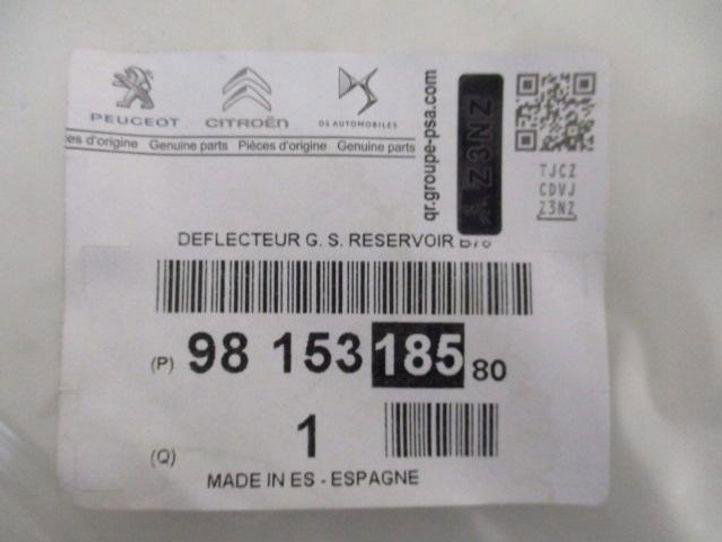 PEUGEOT CITROËN DS AUTOMOBILES
es d'origine Genuine parts Pièces d'origine Genuine parts
qr.groupe-psa.com
Z3NZ
TJCZ
CDVJ
Z3NZ
DEFLECTEUR G. S. RESERVOIR
(P) 98 153 185 80
(Q) 1
MADE IN ES - ESPAGNE